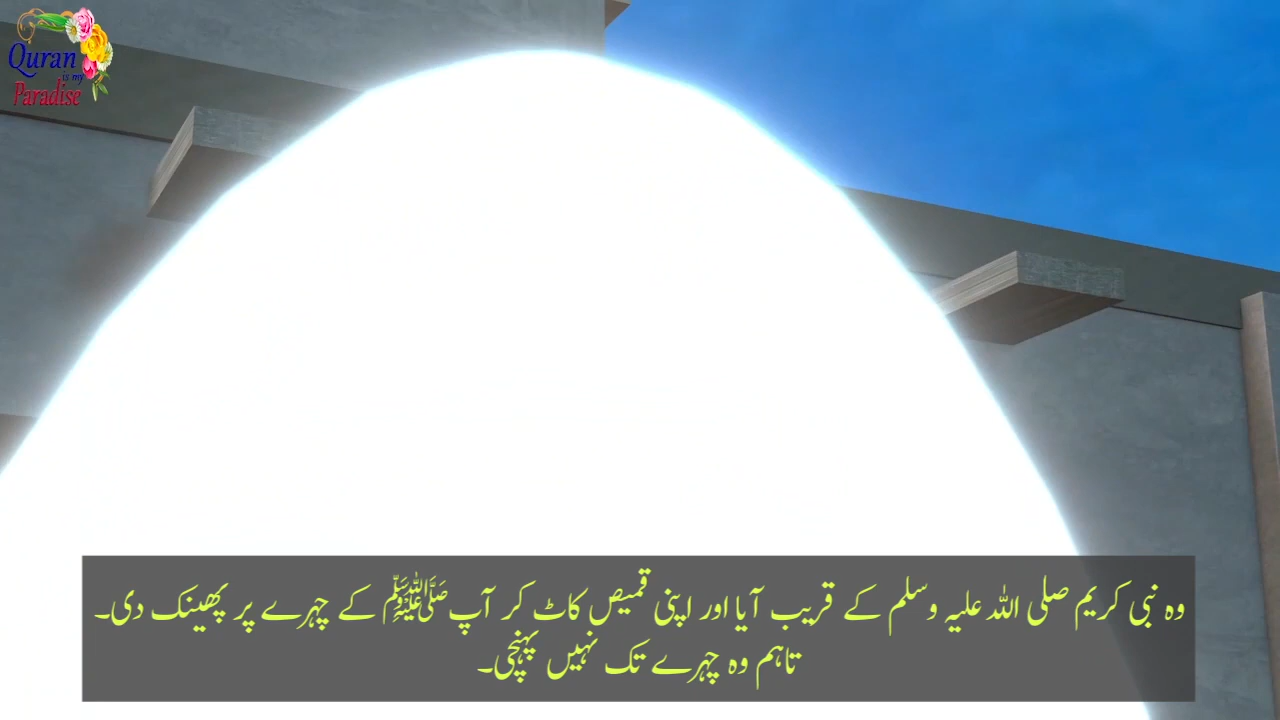 Quran
is my
Paradise
وہ نبی کریم صلی اللہ علیہ وسلم کے قریب آیا اور اپنی قمیص کاٹ کر آپ ﷺ کے چہرے پر پھینک دی۔
تاہم وہ چہرے تک نہیں پہنچی۔